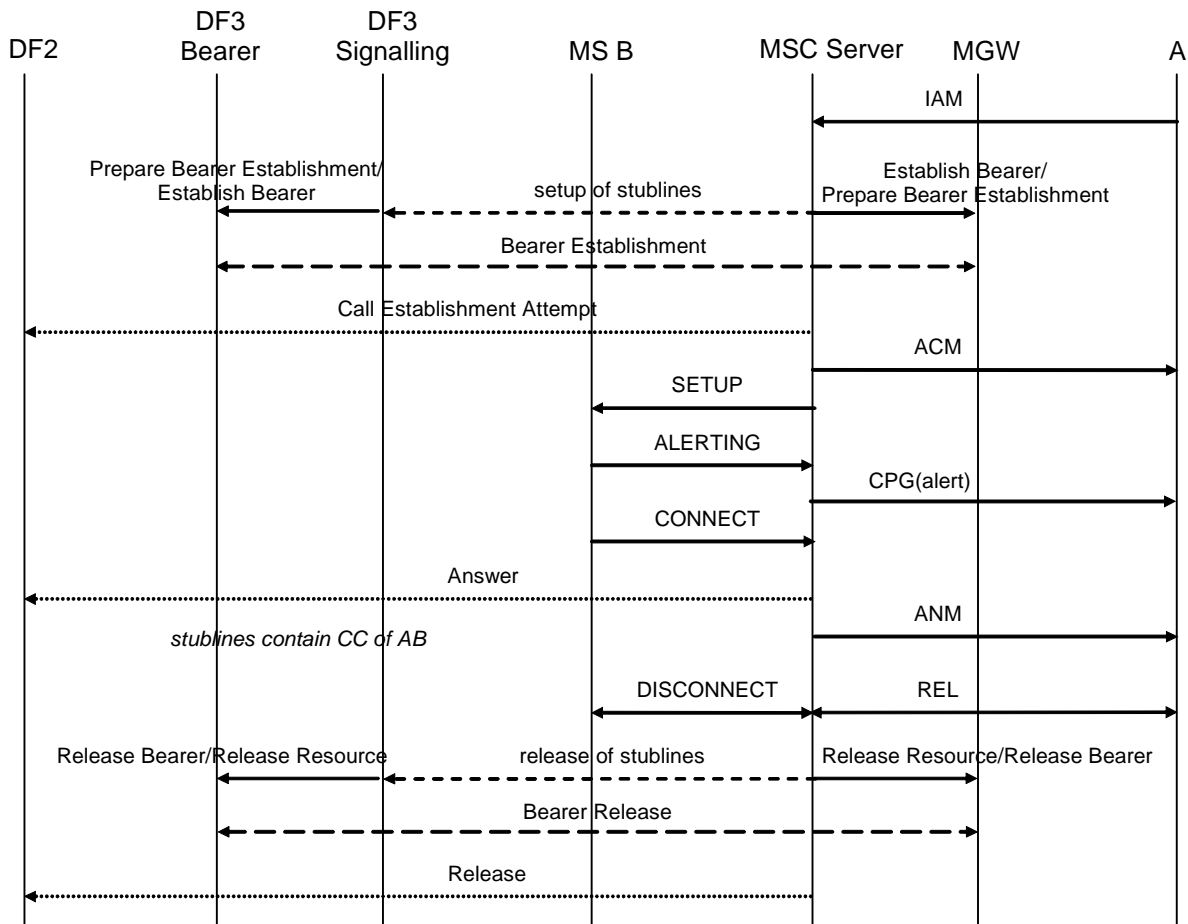 DF2
DF3
Bearer
DF3
Signalling
MS B
MSC Server
MGW
A
IAM
Prepare Bearer Establishment/
Establish Bearer
setup of stublines
Establish Bearer/
Prepare Bearer Establishment
Bearer Establishment
Call Establishment Attempt
ACM
SETUP
ALERTING
CPG(alert)
CONNECT
Answer
ANM
stublines contain CC of AB
DISCONNECT
REL
Release Bearer/Release Resource
release of stublines
Release Resource/Release Bearer
Bearer Release
Release